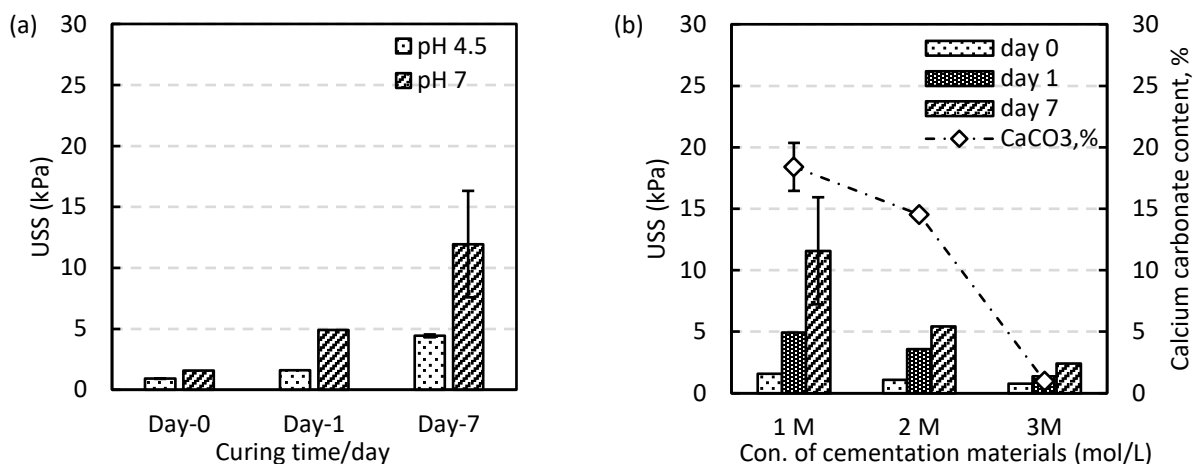 (a)
30
25
20
15
10
5
0
USS (kPa)
pH 4.5
pH 7
Day-0 Day-1 Day-7
Curing time/day
(b)
30
25
20
15
10
5
0
USS (kPa)
day 0
day 1
day 7
CaCO3,%
30
25
20
15
10
5
0
Calcium carbonate content, %
1 M 2 M 3M
Con. of cementation materials (mol/L)